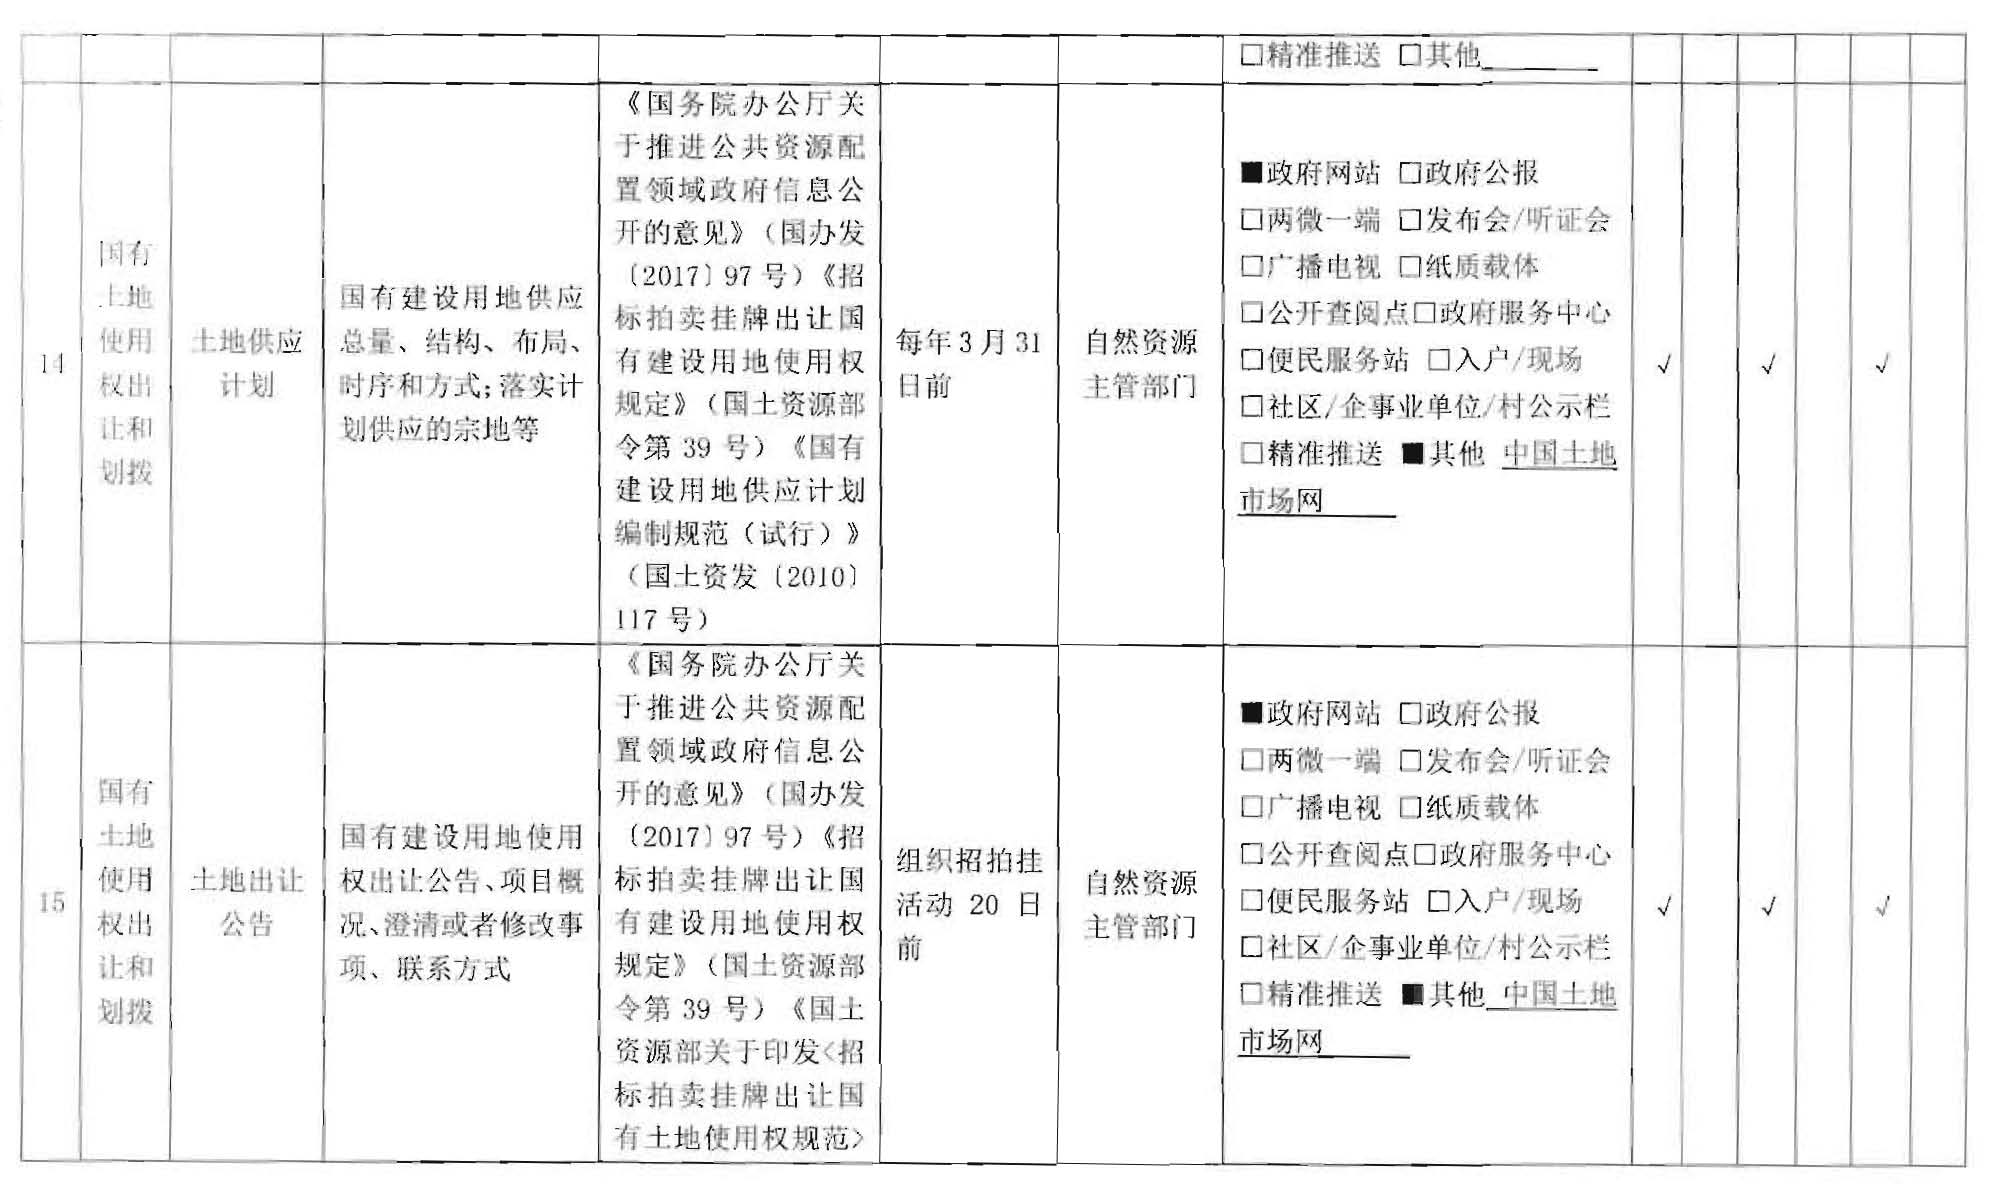 □精准推送 □其他________
14
国有
土地
使用
权出
让和
划拨
土地供应
计划
国有建设用地供应
总量、结构、布局、
时序和方式;落实计
划供应的宗地等
《国务院办公厅关
于推进公共资源配
置领域政府信息公
开的意见》（国办发
〔2017〕97号）《招
标拍卖挂牌出让国
有建设用地使用权
规定》（国土资源部
令第 39 号）《国有
建设用地供应计划
编制规范（试行）》
（国土资发〔2010〕
117号）
每年3月31
日前
自然资源
主管部门
■政府网站 □政府公报
□两微一端 □发布会/听证会
□广播电视 □纸质载体
□公开查阅点□政府服务中心
□便民服务站 □入户/现场
□社区/企事业单位/村公示栏
□精准推送 ■其他 中国土地
市场网
√ √ √
15
国有
土地
使用
权出
让和
划拨
土地出让
公告
国有建设用地使用
权出让公告、项目概
况、澄清或者修改事
项、联系方式
《国务院办公厅关
于推进公共资源配
置领域政府信息公
开的意见》（国办发
〔2017〕97号）《招
标拍卖挂牌出让国
有建设用地使用权
规定》（国土资源部
令第 39 号）《国土
资源部关于印发<招
标拍卖挂牌出让国
有土地使用权规范>
组织招拍挂
活动 20 日
前
自然资源
主管部门
■政府网站 □政府公报
□两微一端 □发布会/听证会
□广播电视 □纸质载体
□公开查阅点□政府服务中心
□便民服务站 □入户/现场
□社区/企事业单位/村公示栏
□精准推送 ■其他 中国土地
市场网
√ √ √